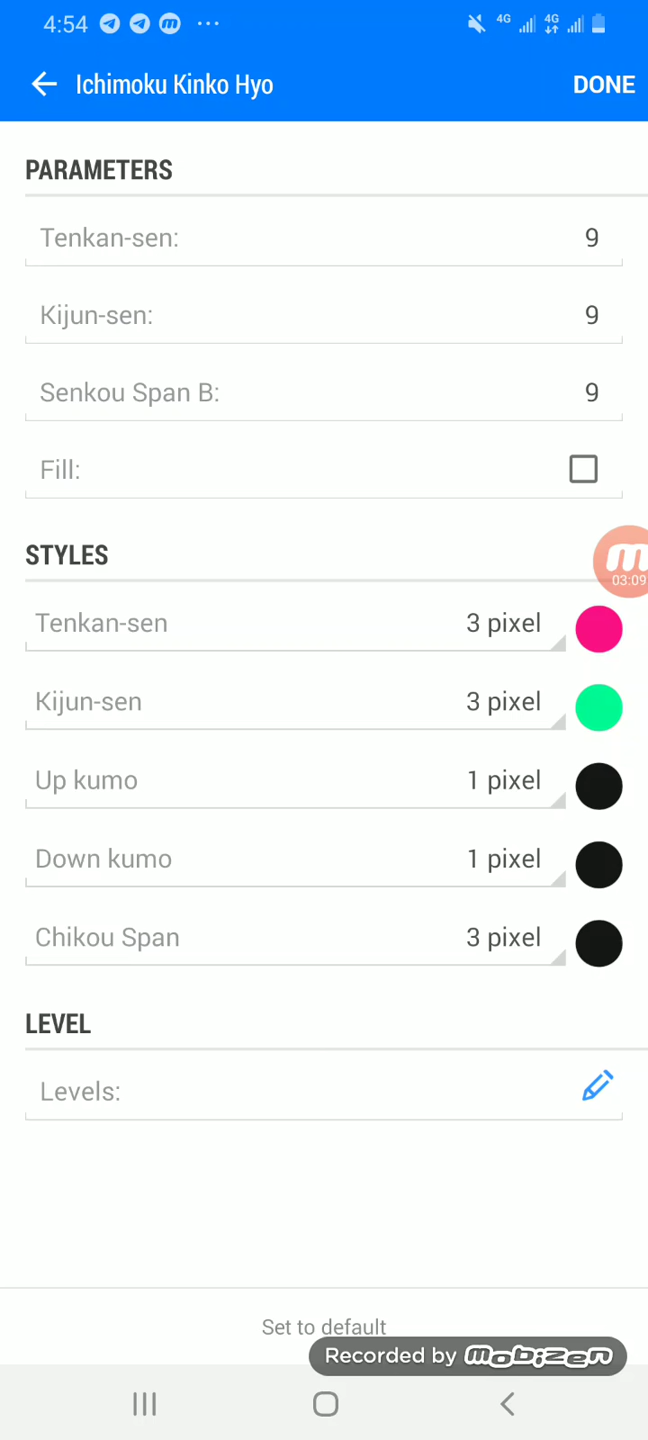 4:54 4G 4G
Ichimoku Kinko Hyo DONE
PARAMETERS
Tenkan-sen: 9
Kijun-sen: 9
Senkou Span B: 9
Fill:
STYLES
03:09
Tenkan-sen 3 pixel
Kijun-sen 3 pixel
Up kumo 1 pixel
Down kumo 1 pixel
Chikou Span 3 pixel
LEVEL
Levels:
Set to default
Recorded by mobizen